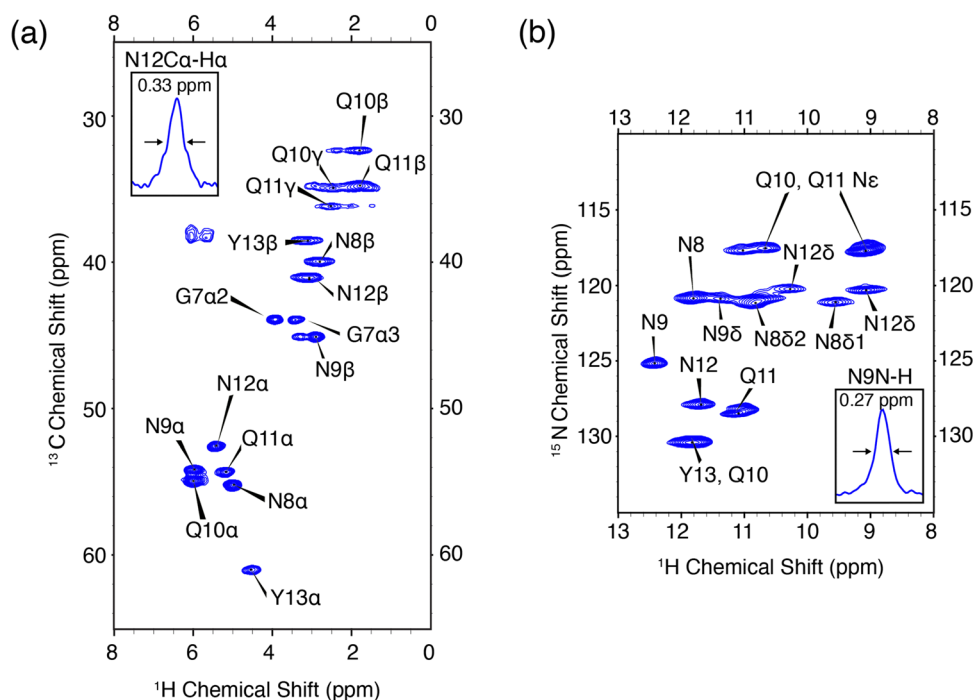 (a)
8 6 4 2 0
N12Cα-Hα
0.33 ppm
30
40
50
60
30
40
50
60
¹³C Chemical Shift (ppm)
Q10β
Q10γ
Q11β
Q11γ
Y13β
N8β
N12β
G7α2
G7α3
N9β
N12α
N9α
Q11α
N8α
Q10α
Y13α
8 6 4 2 0
¹H Chemical Shift (ppm)
(b)
13 12 11 10 9 8
115
120
125
130
115
120
125
130
¹⁵N Chemical Shift (ppm)
Q10, Q11 Nε
N8
N12δ
N9
N9δ
N8δ2
N8δ1
N12δ
N12
Q11
N9N-H
0.27 ppm
Y13, Q10
13 12 11 10 9 8
¹H Chemical Shift (ppm)